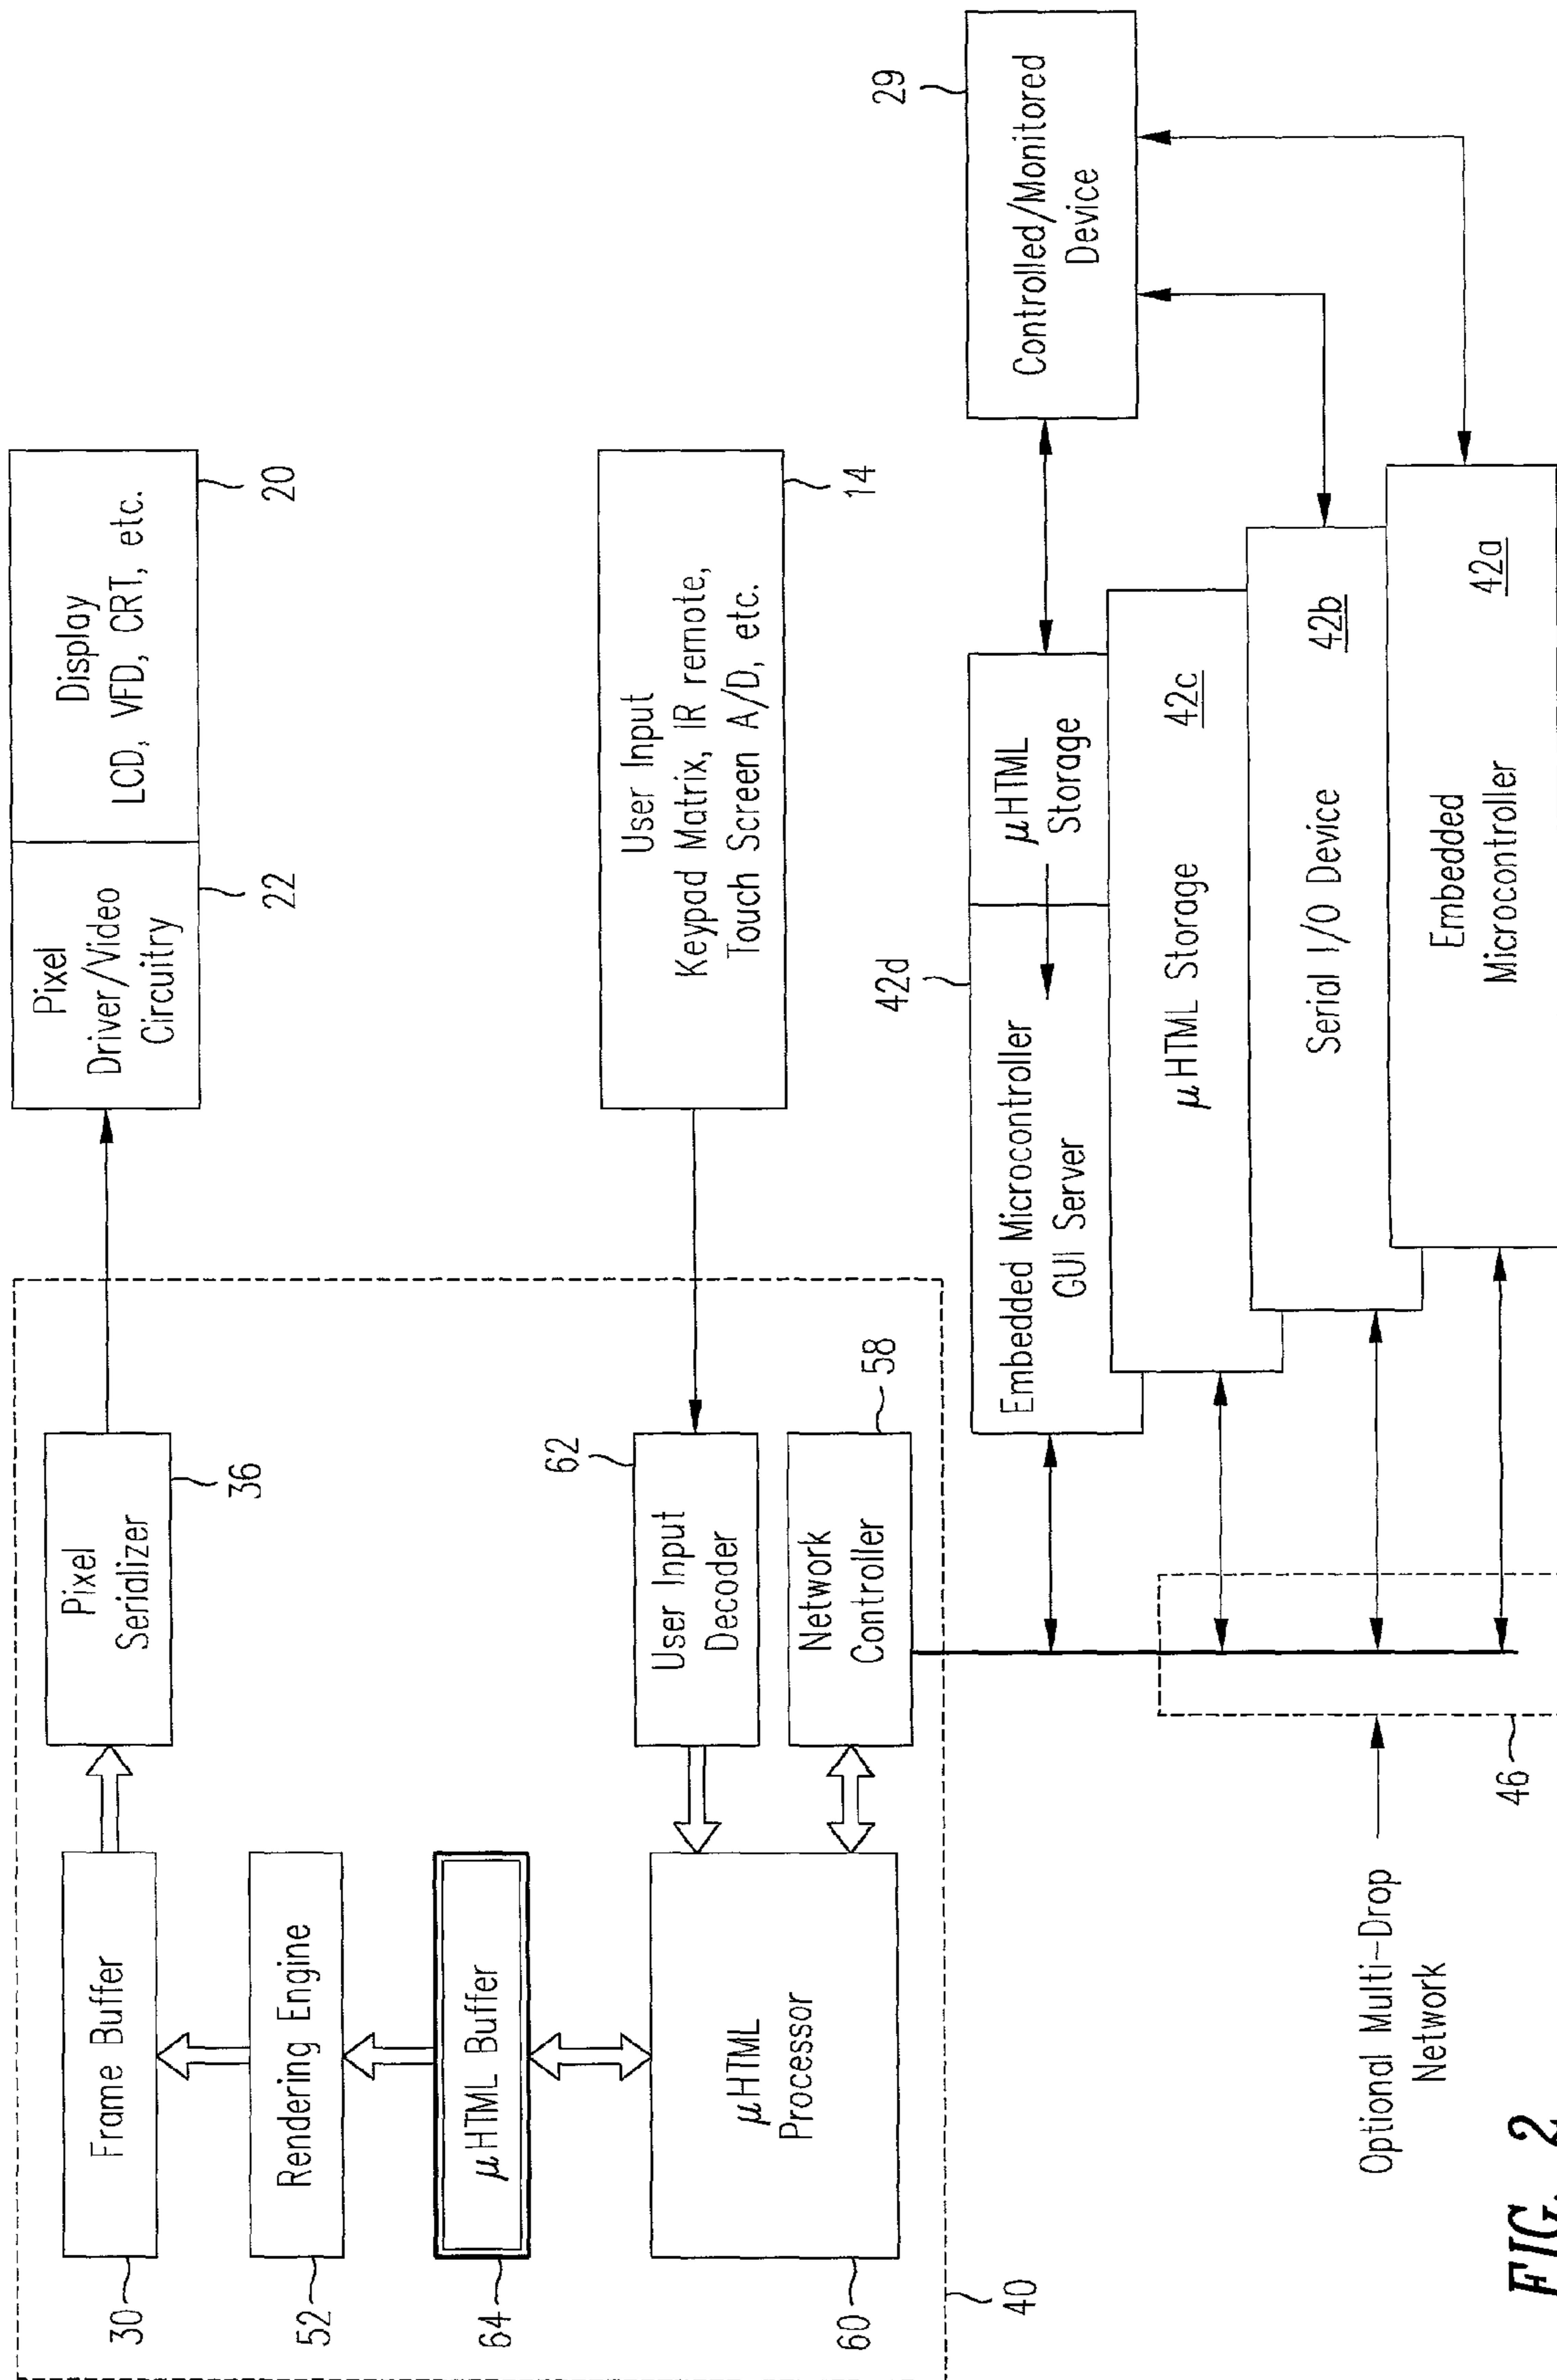 Frame Buffer
30
Rendering Engine
52
μHTML Buffer
64
μHTML
Processor
60
40
Pixel
Serializer
36
User Input
Decoder
62
Network
Controller
58
Pixel
Driver/Video
Circuitry
22
Display
LCD, VFD, CRT, etc.
20
User Input
Keypad Matrix, IR remote,
Touch Screen A/D, etc.
14
Embedded Microcontroller
GUI Server
42d
μHTML
Storage
μHTML Storage
42c
Serial I/O Device
42b
Embedded
Microcontroller
42a
Controlled/Monitored
Device
29
Optional Multi-Drop
Network
46
FIG. 2